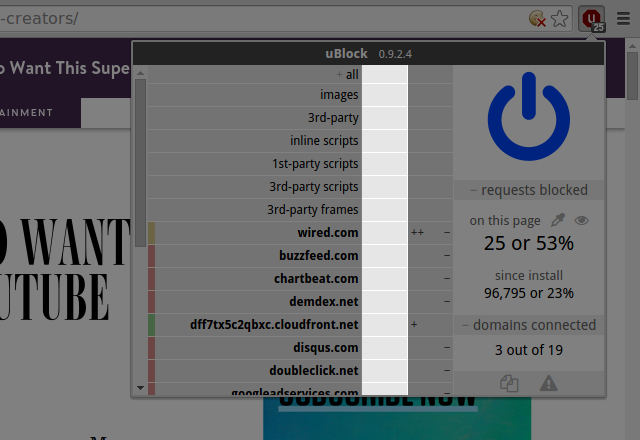 -creators/
25
o Want This Supe
AINMENT
uBlock 0.9.2.4
+ all
images
3rd-party
inline scripts
1st-party scripts
3rd-party scripts
3rd-party frames
wired.com ++ −
buzzfeed.com −
chartbeat.com −
demdex.net −
dff7tx5c2qbxc.cloudfront.net +
disqus.com −
doubleclick.net −
googleadservices.com −
− requests blocked
on this page
25 or 53%
since install
96,795 or 23%
− domains connected
3 out of 19
O WANT
UTUBE
SUBSCRIBE NOW